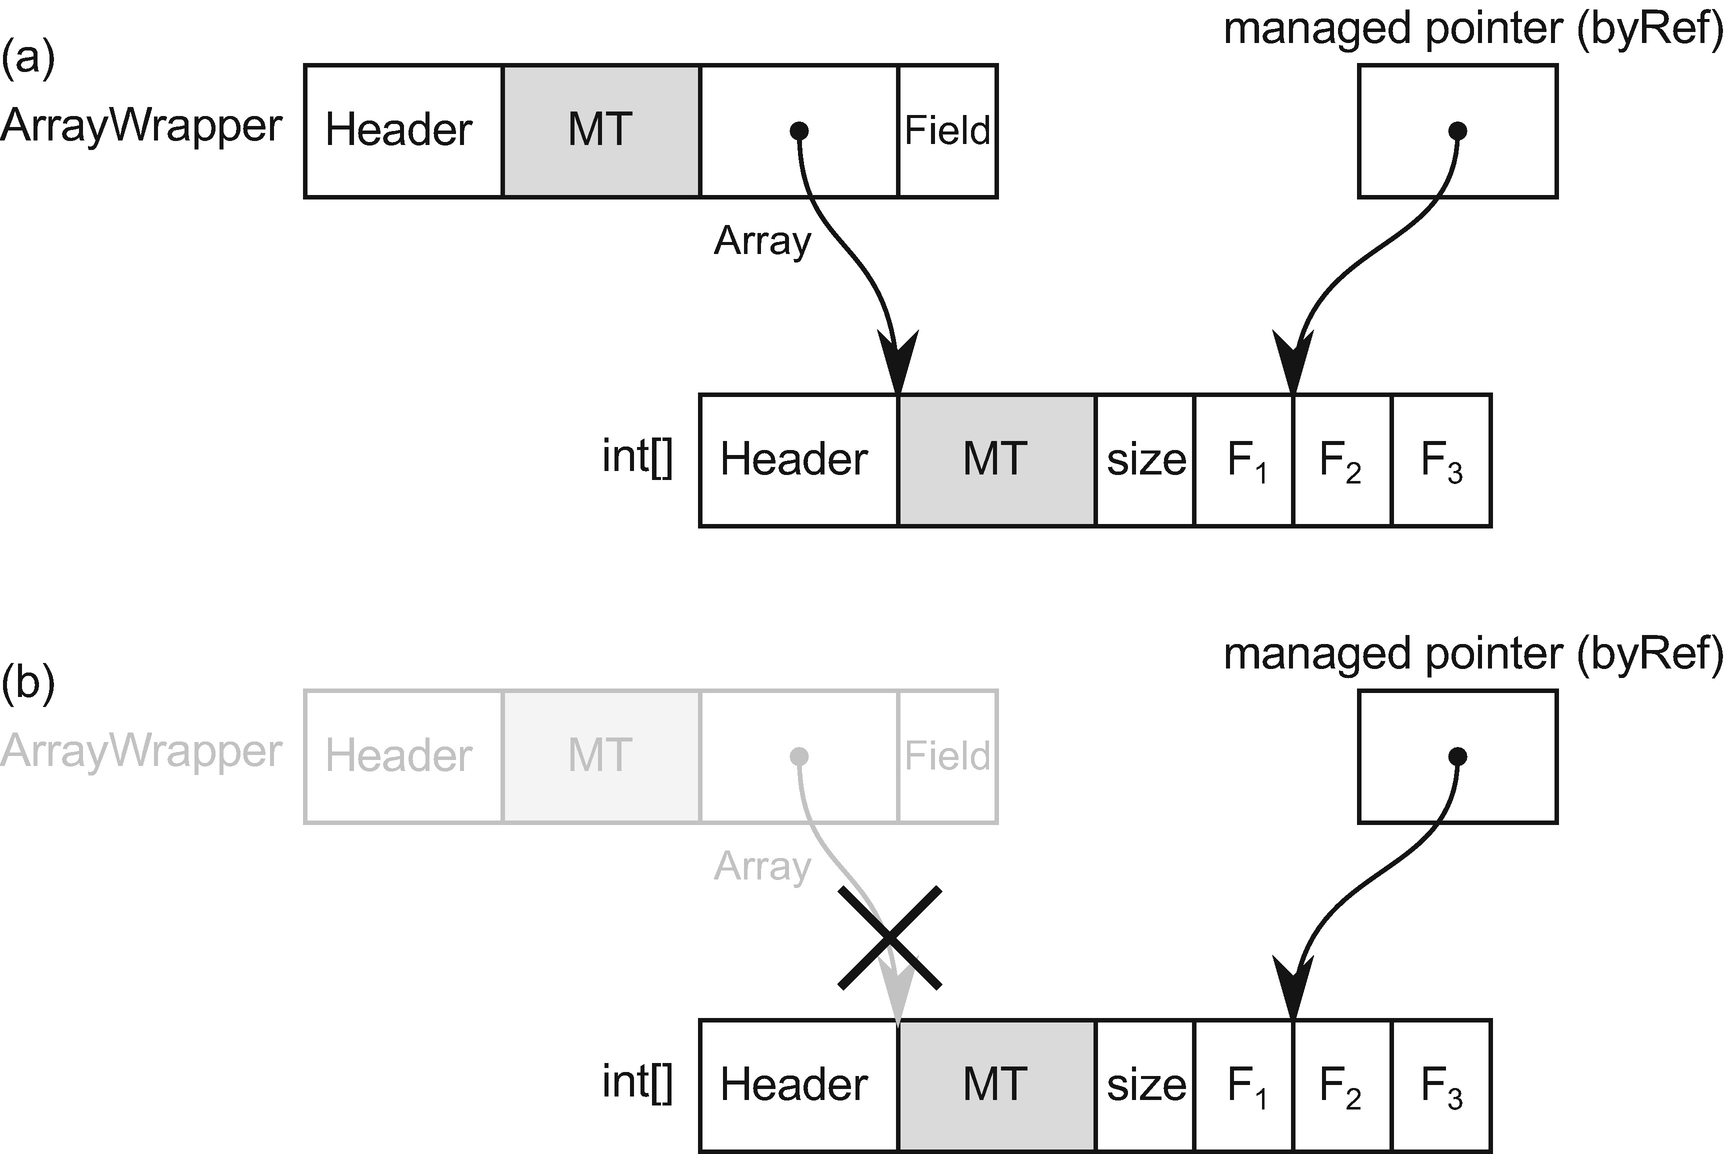 (a)
managed pointer (byRef)
ArrayWrapper Header MT Field
Array
int[] Header MT size F₁ F₂ F₃
(b)
managed pointer (byRef)
ArrayWrapper Header MT Field
Array
int[] Header MT size F₁ F₂ F₃